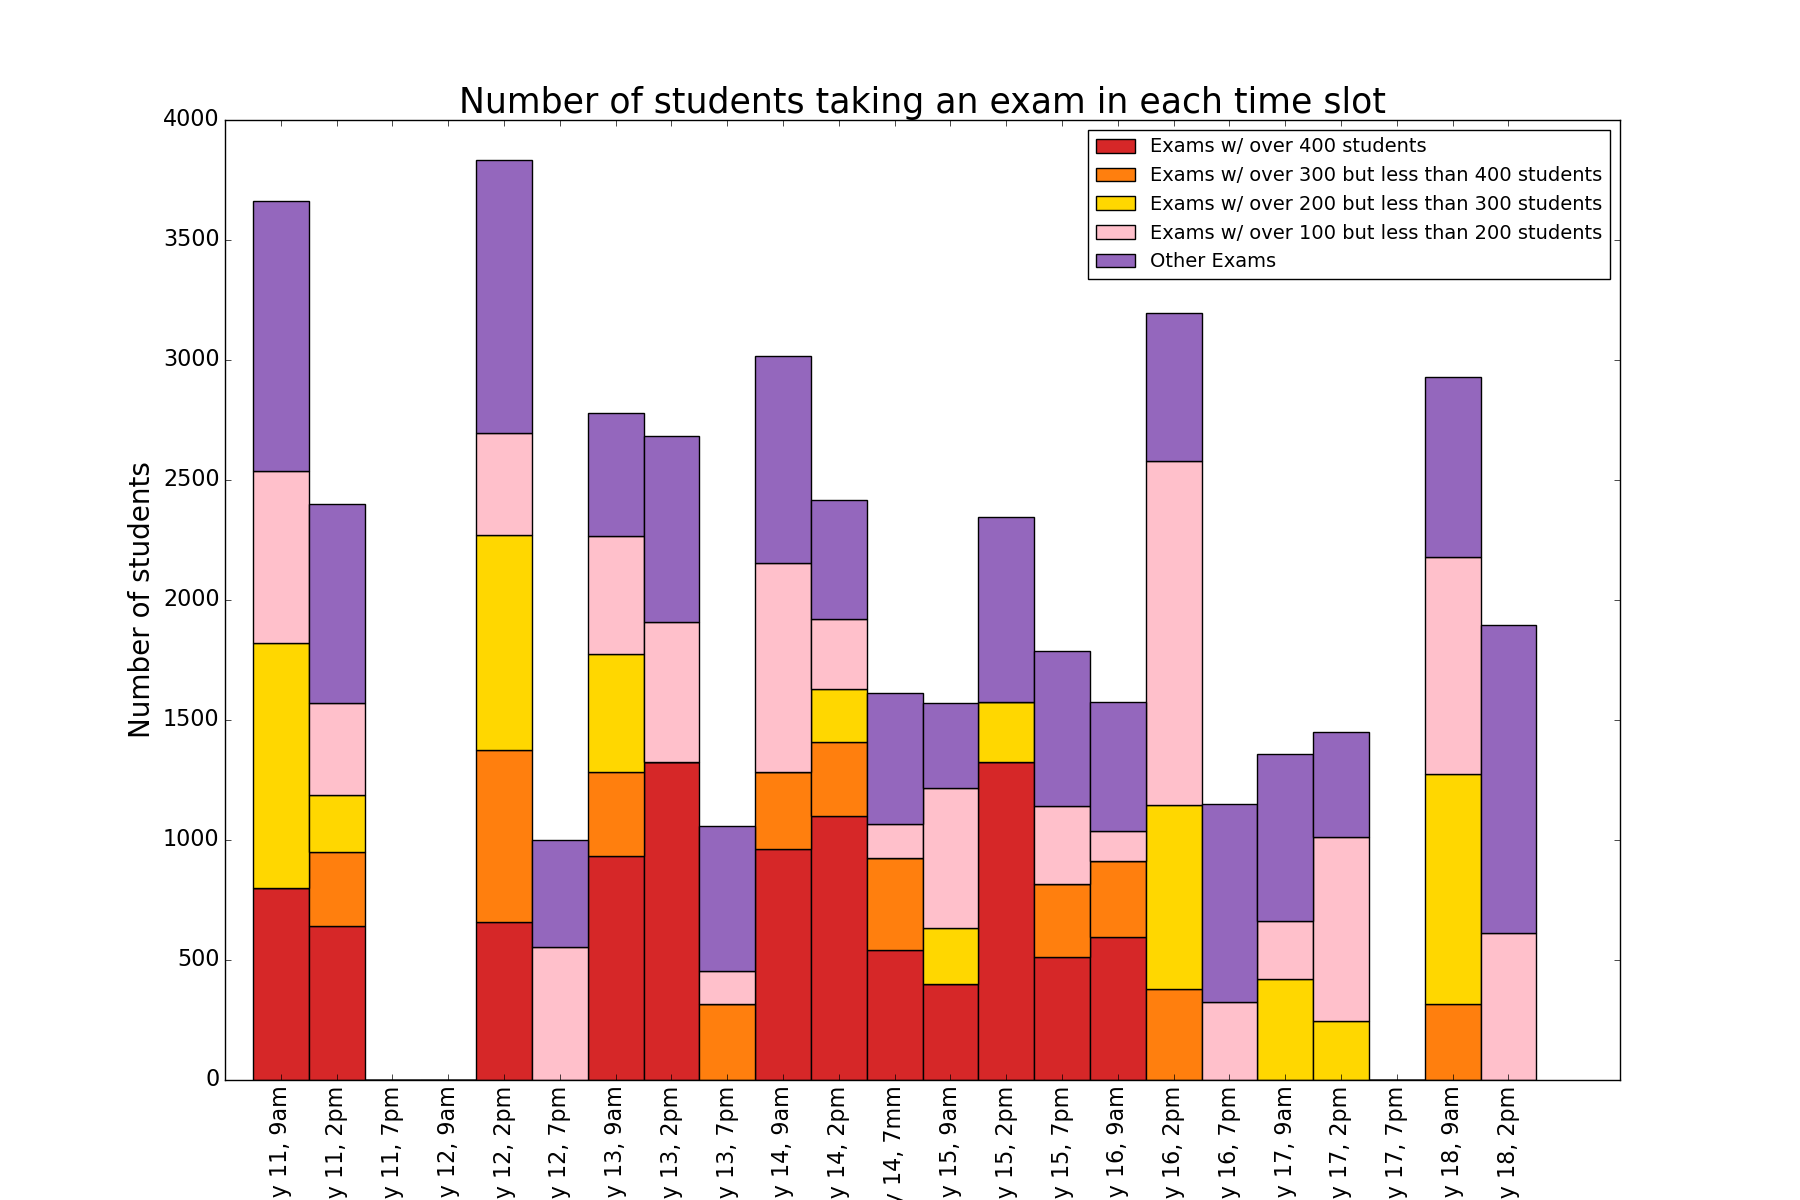 Number of students taking an exam in each time slot
Exams w/ over 400 students
Exams w/ over 300 but less than 400 students
Exams w/ over 200 but less than 300 students
Exams w/ over 100 but less than 200 students
Other Exams
Number of students
4000
3500
3000
2500
2000
1500
1000
500
0
y 11, 9am
y 11, 2pm
y 11, 7pm
y 12, 9am
y 12, 2pm
y 12, 7pm
y 13, 9am
y 13, 2pm
y 13, 7pm
y 14, 9am
y 14, 2pm
y 14, 7mm
y 15, 9am
y 15, 2pm
y 15, 7pm
y 16, 9am
y 16, 2pm
y 16, 7pm
y 17, 9am
y 17, 2pm
y 17, 7pm
y 18, 9am
y 18, 2pm